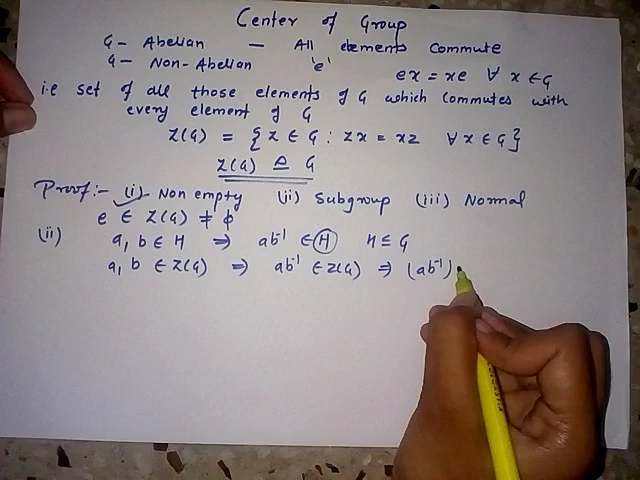 Center of Group
G - Abelian - All elements Commute
G - Non-Abelian 'e' ex = xe ∀ x ∈ G
i.e set of all those elements of G which commutes with
every element of G
Z(G) = {z ∈ G : zx = xz ∀ x ∈ G}
Z(G) ⊴ G
Proof:- (i) Non empty (ii) Subgroup (iii) Normal
e ∈ Z(G) ≠ ϕ
(ii) a, b ∈ H ⇒ ab⁻¹ ∈ H H ≤ G
a, b ∈ Z(G) ⇒ ab⁻¹ ∈ Z(G) ⇒ (ab⁻¹)